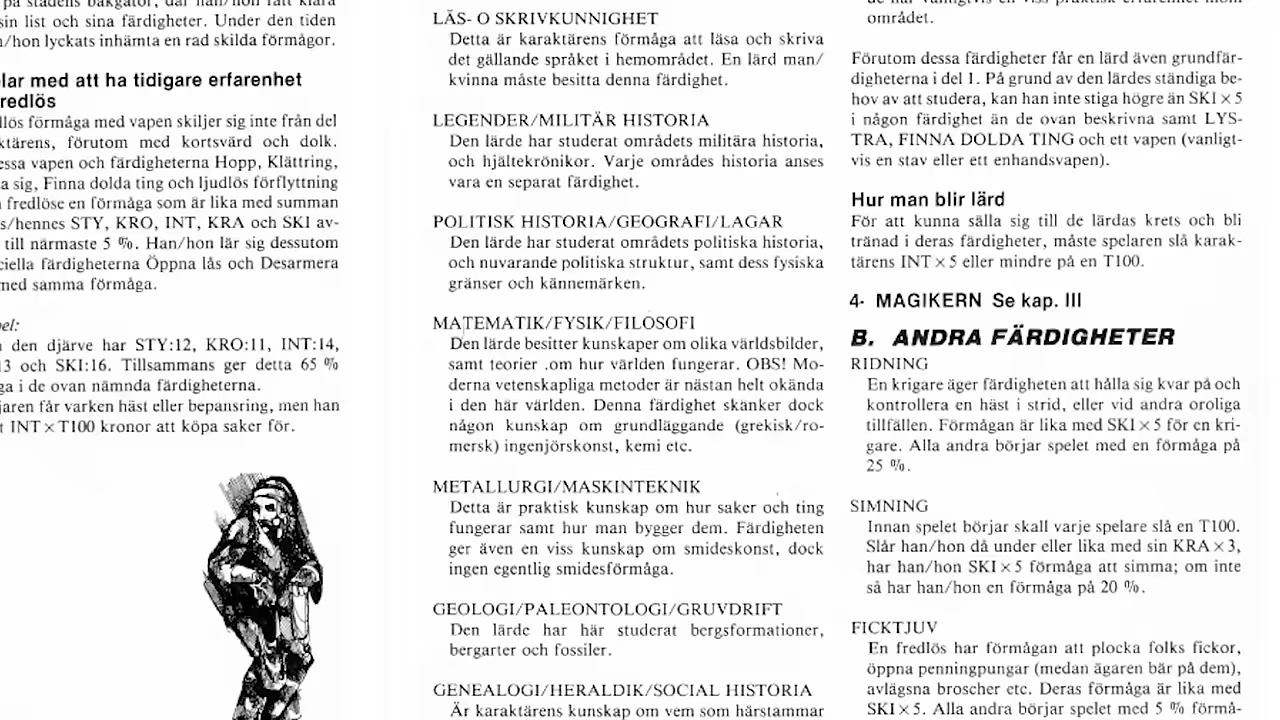 på stadens bakgator, där han/hon fått klara
sin list och sina färdigheter. Under den tiden
n/hon lyckats inhämta en rad skilda förmågor.
med att ha tidigare erfarenhet
förmåga med vapen skiljer sig inte från del
förutom med kortsvärd och dolk.
vapen och färdigheterna Hopp, Klättring,
sig, Finna dolda ting och ljudlös förflyttning
fredlöse en förmåga som är lika med summan
s/hennes STY, KRO, INT, KRA och SKI av-
till närmaste 5 %. Han/hon lär sig dessutom
färdigheterna Öppna lås och Desarmera
med samma förmåga.
den djärve har STY:12, KRO:11, INT:14,
13 och SKI:16. Tillsammans ger detta 65 %
i de ovan nämnda färdigheterna.
får varken häst eller bepansring, men han
INT × T100 kronor att köpa saker för.
LÄS- O SKRIVKUNNIGHET
Detta är karaktärens förmåga att läsa och skriva
det gällande språket i hemområdet. En lärd man/
kvinna måste besitta denna färdighet.
LEGENDER/MILITÄR HISTORIA
Den lärde har studerat områdets militära historia,
och hjältekrönikor. Varje områdes historia anses
vara en separat färdighet.
POLITISK HISTORIA/GEOGRAFI/LAGAR
Den lärde har studerat områdets politiska historia,
och nuvarande politiska struktur, samt dess fysiska
gränser och kännemärken.
MATEMATIK/FYSIK/FILOSOFI
Den lärde besitter kunskaper om olika världsbilder,
samt teorier .om hur världen fungerar. OBS! Mo-
derna vetenskapliga metoder är nästan helt okända
i den här världen. Denna färdighet skänker dock
någon kunskap om grundläggande (grekisk/ro-
mersk) ingenjörskonst, kemi etc.
METALLURGI/MASKINTEKNIK
Detta är praktisk kunskap om hur saker och ting
fungerar samt hur man bygger dem. Färdigheten
ger även en viss kunskap om smideskonst, dock
ingen egentlig smidesförmåga.
GEOLOGI/PALEONTOLOGI/GRUVDRIFT
Den lärde har här studerat bergsformationer,
bergarter och fossiler.
GENEALOGI/HERALDIK/SOCIAL HISTORIA
Är karaktärens kunskap om vem som härstammar
de har vanligtvis en viss praktisk erfarenhet inom
området.
Förutom dessa färdigheter får en lärd även grundfär-
digheterna i del 1. På grund av den lärdes ständiga be-
hov av att studera, kan han inte stiga högre än SKI × 5
i någon färdighet än de ovan beskrivna samt LYS-
TRA, FINNA DOLDA TING och ett vapen (vanligt-
vis en stav eller ett enhandsvapen).
Hur man blir lärd
För att kunna sälla sig till de lärdas krets och bli
tränad i deras färdigheter, måste spelaren slå karak-
tärens INT × 5 eller mindre på en T100.
4- MAGIKERN Se kap. III
B. ANDRA FÄRDIGHETER
RIDNING
En krigare äger färdigheten att hålla sig kvar på och
kontrollera en häst i strid, eller vid andra oroliga
tillfällen. Förmågan är lika med SKI × 5 för en kri-
gare. Alla andra börjar spelet med en förmåga på
25 %.
SIMNING
Innan spelet börjar skall varje spelare slå en T100.
Slår han/hon då under eller lika med sin KRA × 3,
har han/hon SKI × 5 förmåga att simma; om inte
så har han/hon en förmåga på 20 %.
FICKTJUV
En fredlös har förmågan att plocka folks fickor,
öppna penningpungar (medan ägaren bär på dem),
avlägsna broscher etc. Deras förmåga är lika med
SKI × 5. Alla andra börjar spelet med 5 % förmå-